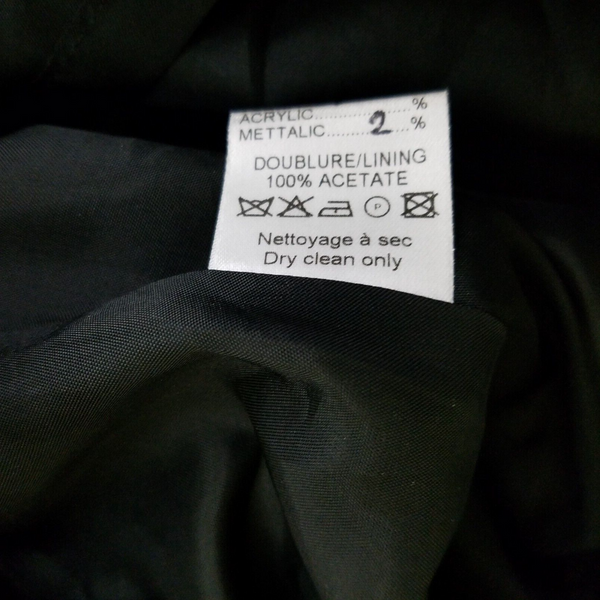 ACRYLIC...............%
METTALIC.........2...%
DOUBLURE/LINING
100% ACETATE
P
Nettoyage à sec
Dry clean only